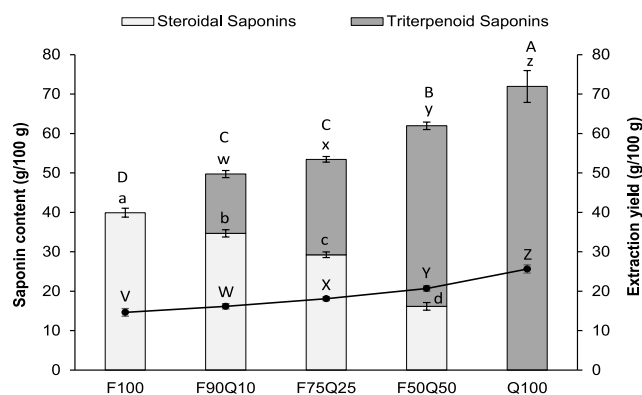 Steroidal Saponins Triterpenoid Saponins
Saponin content (g/100 g)
80
70
60
50
40
30
20
10
0
D
a
C
w
b
C
x
c
B
y
d
A
z
V
W
X
Y
Z
F100 F90Q10 F75Q25 F50Q50 Q100
80
70
60
50
40
30
20
10
0
Extraction yield (g/100 g)